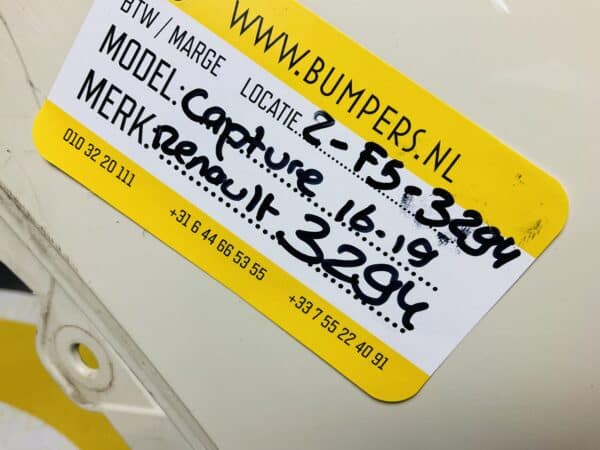 WWW.BUMPERS.NL
BTW / MARGE LOCATIE: 2-F5-3294
MODEL: Capture 16-19
MERK: Renault 3294
010 32 20 111 +31 6 44 66 53 55 +33 7 55 22 40 91